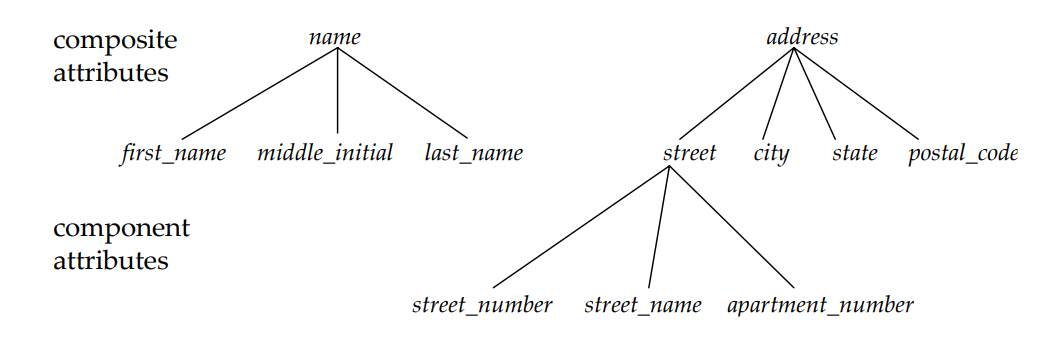 composite
attributes
name
address
first_name
middle_initial
last_name
street
city
state
postal_code
component
attributes
street_number
street_name
apartment_number